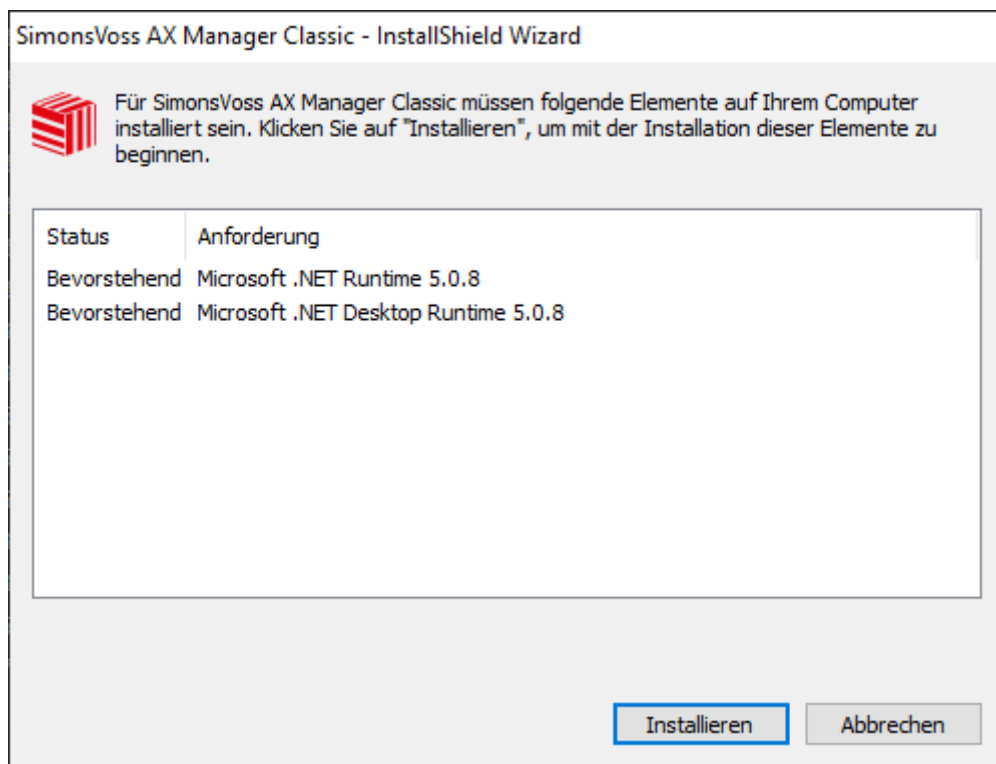 SimonsVoss AX Manager Classic - InstallShield Wizard
Für SimonsVoss AX Manager Classic müssen folgende Elemente auf Ihrem Computer
installiert sein. Klicken Sie auf "Installieren", um mit der Installation dieser Elemente zu
beginnen.
Status Anforderung
Bevorstehend Microsoft .NET Runtime 5.0.8
Bevorstehend Microsoft .NET Desktop Runtime 5.0.8
Installieren Abbrechen